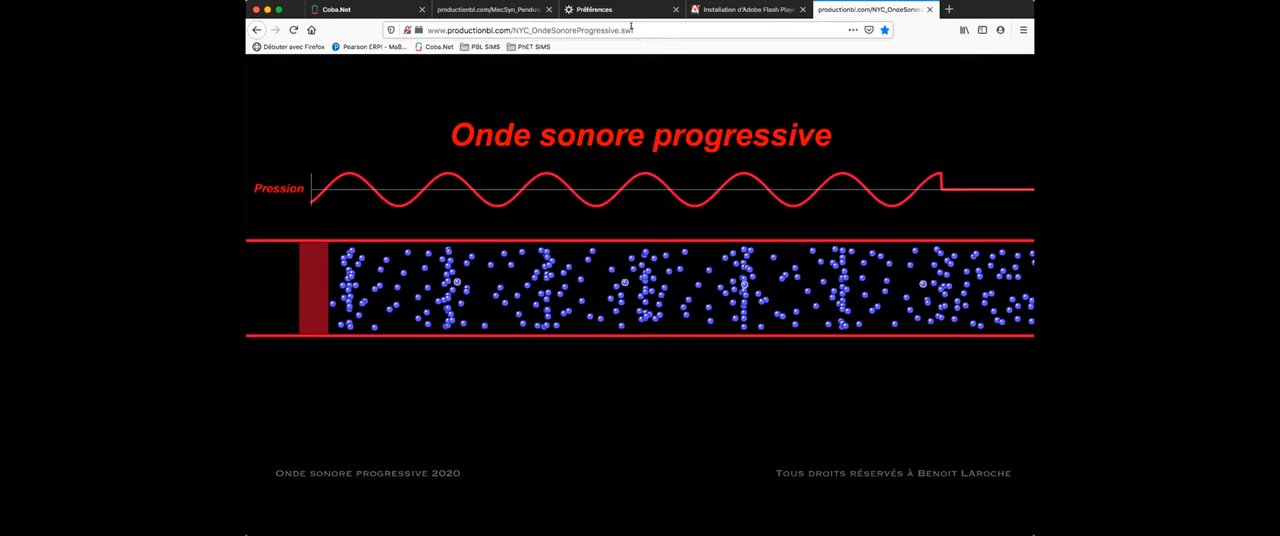 Coba.Net
productionbl.com/MecSyn_Pendu
Préférences
Installation d'Adobe Flash Playe
productionbl.com/NYC_OndeSonore
www.productionbl.com/NYC_OndeSonoreProgressive.swf
Débuter avec Firefox
Pearson ERPI - MaB...
Coba.Net
PBL SIMS
PhET SIMS
Onde sonore progressive
Pression
Onde sonore progressive 2020
Tous droits réservés à Benoit LAroche